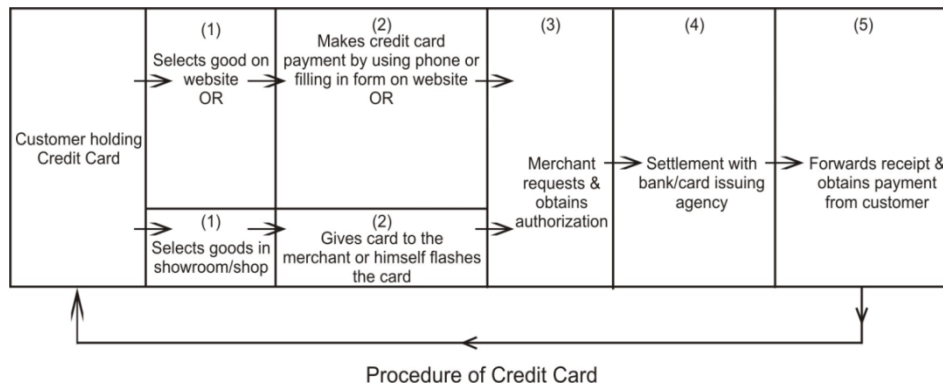 Customer holding
Credit Card
(1)
Selects good on
website
OR
(2)
Makes credit card
payment by using phone or
filling in form on website
OR
(1)
Selects goods in
showroom/shop
(2)
Gives card to the
merchant or himself flashes
the card
(3)
Merchant
requests &
obtains
authorization
(4)
Settlement with
bank/card issuing
agency
(5)
Forwards receipt &
obtains payment
from customer
Procedure of Credit Card